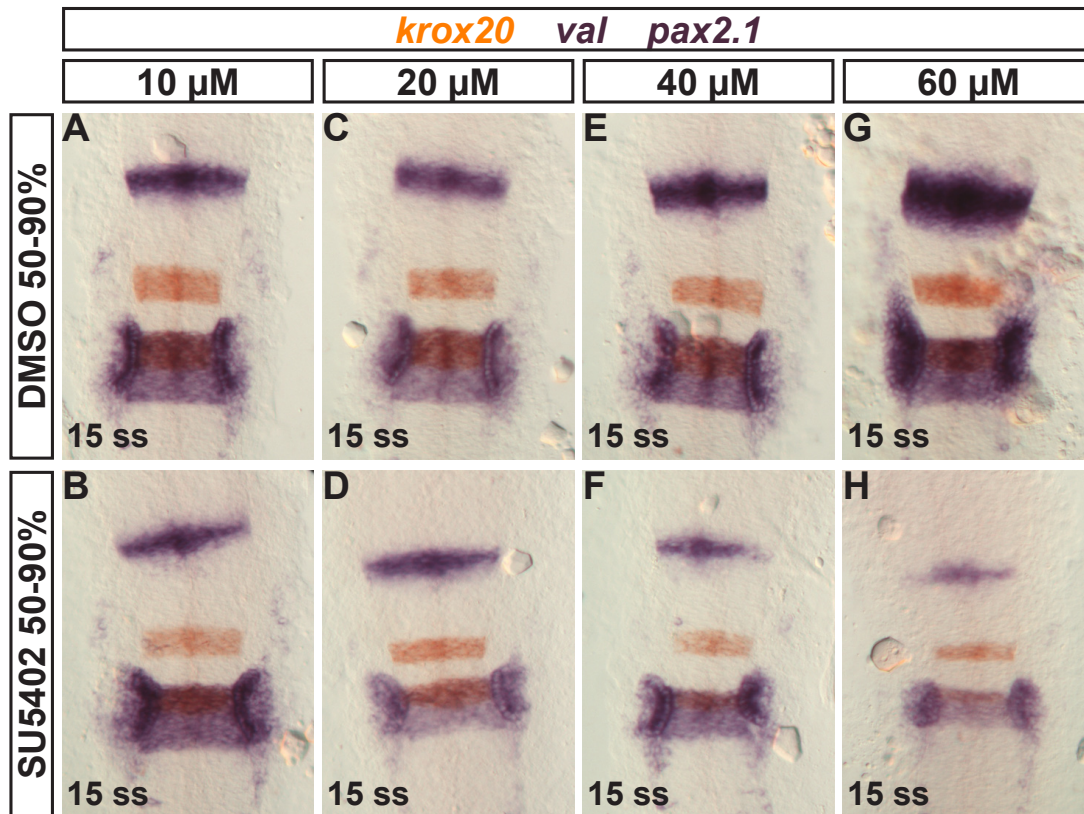 krox20 val pax2.1
10 µM 20 µM 40 µM 60 µM
DMSO 50-90%
A C E G
15 ss 15 ss 15 ss 15 ss
SU5402 50-90%
B D F H
15 ss 15 ss 15 ss 15 ss